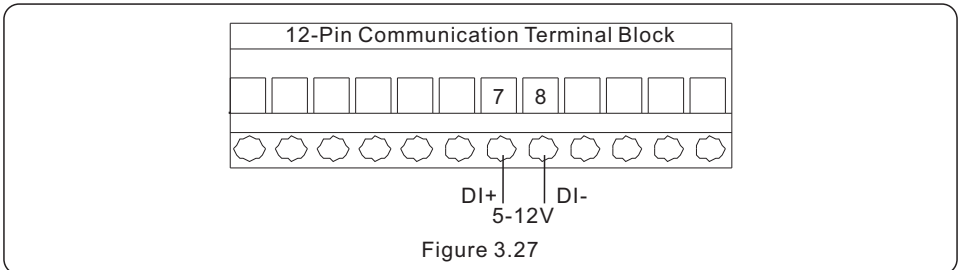 12-Pin Communication Terminal Block
7 8
DI+ DI-
5-12V
Figure 3.27